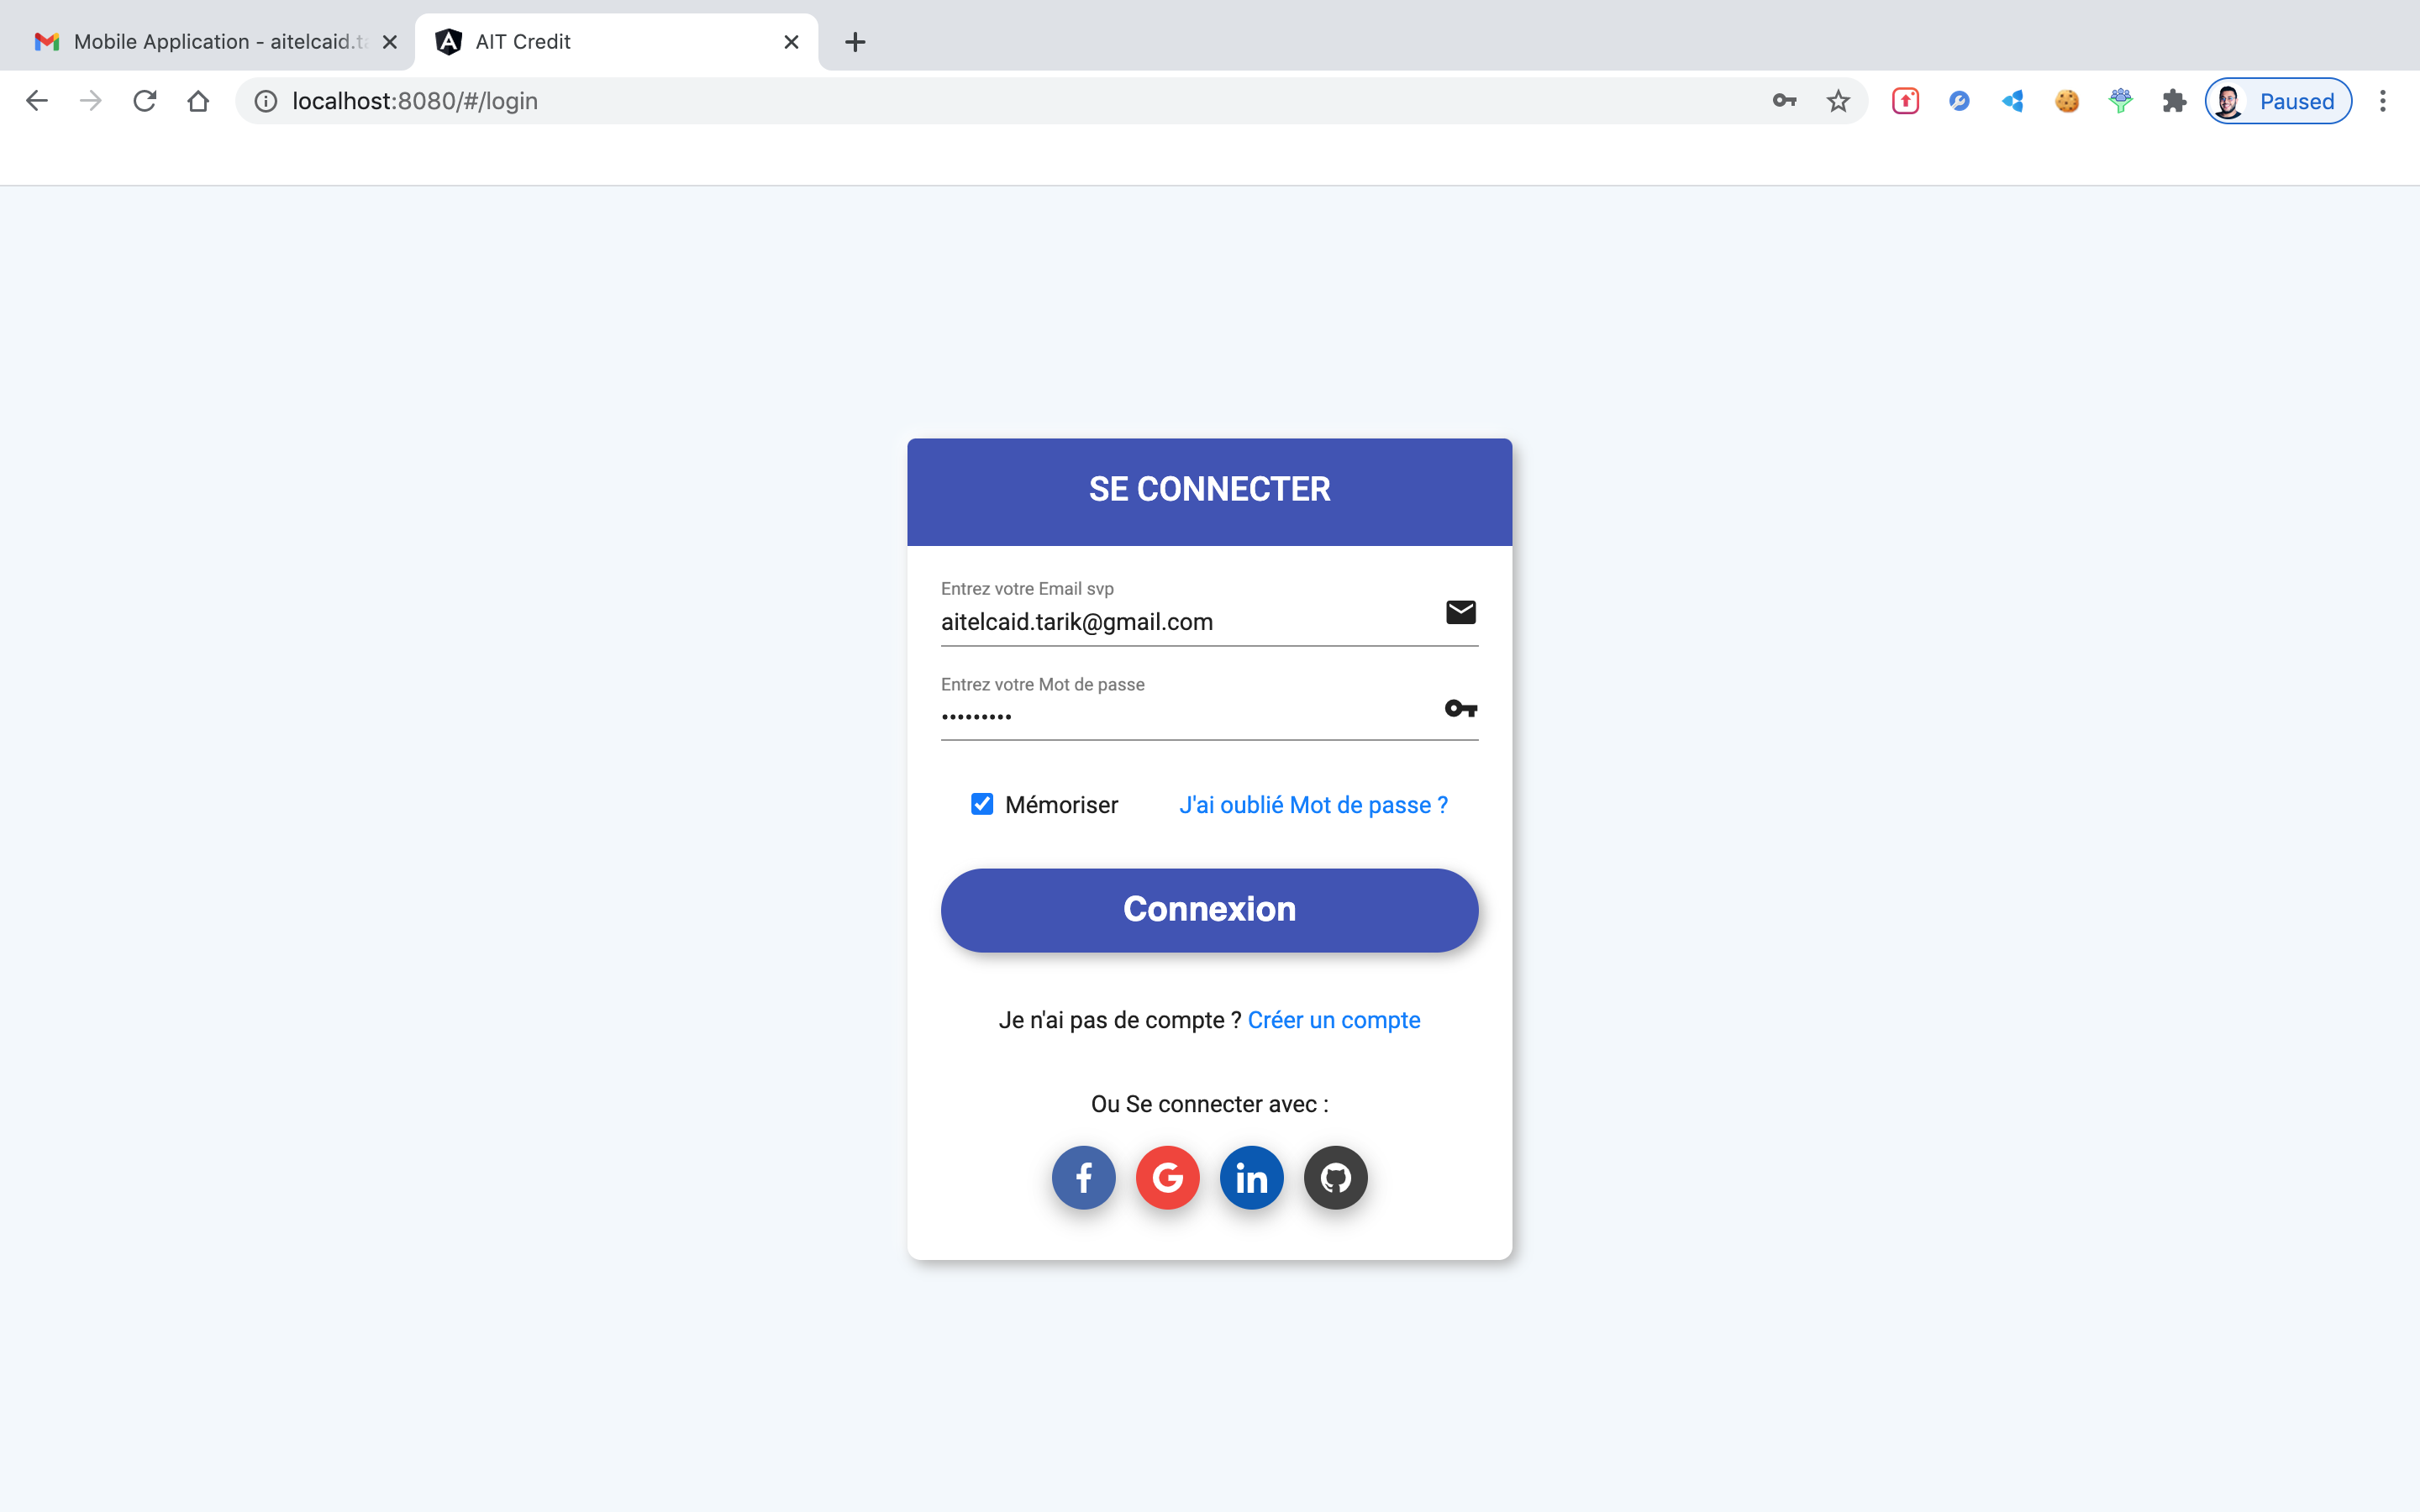 Mobile Application - aitelcaid.ta
AIT Credit
localhost:8080/#/login
Paused
SE CONNECTER
Entrez votre Email svp
aitelcaid.tarik@gmail.com
Entrez votre Mot de passe
•••••••••
Mémoriser J'ai oublié Mot de passe ?
Connexion
Je n'ai pas de compte ? Créer un compte
Ou Se connecter avec :